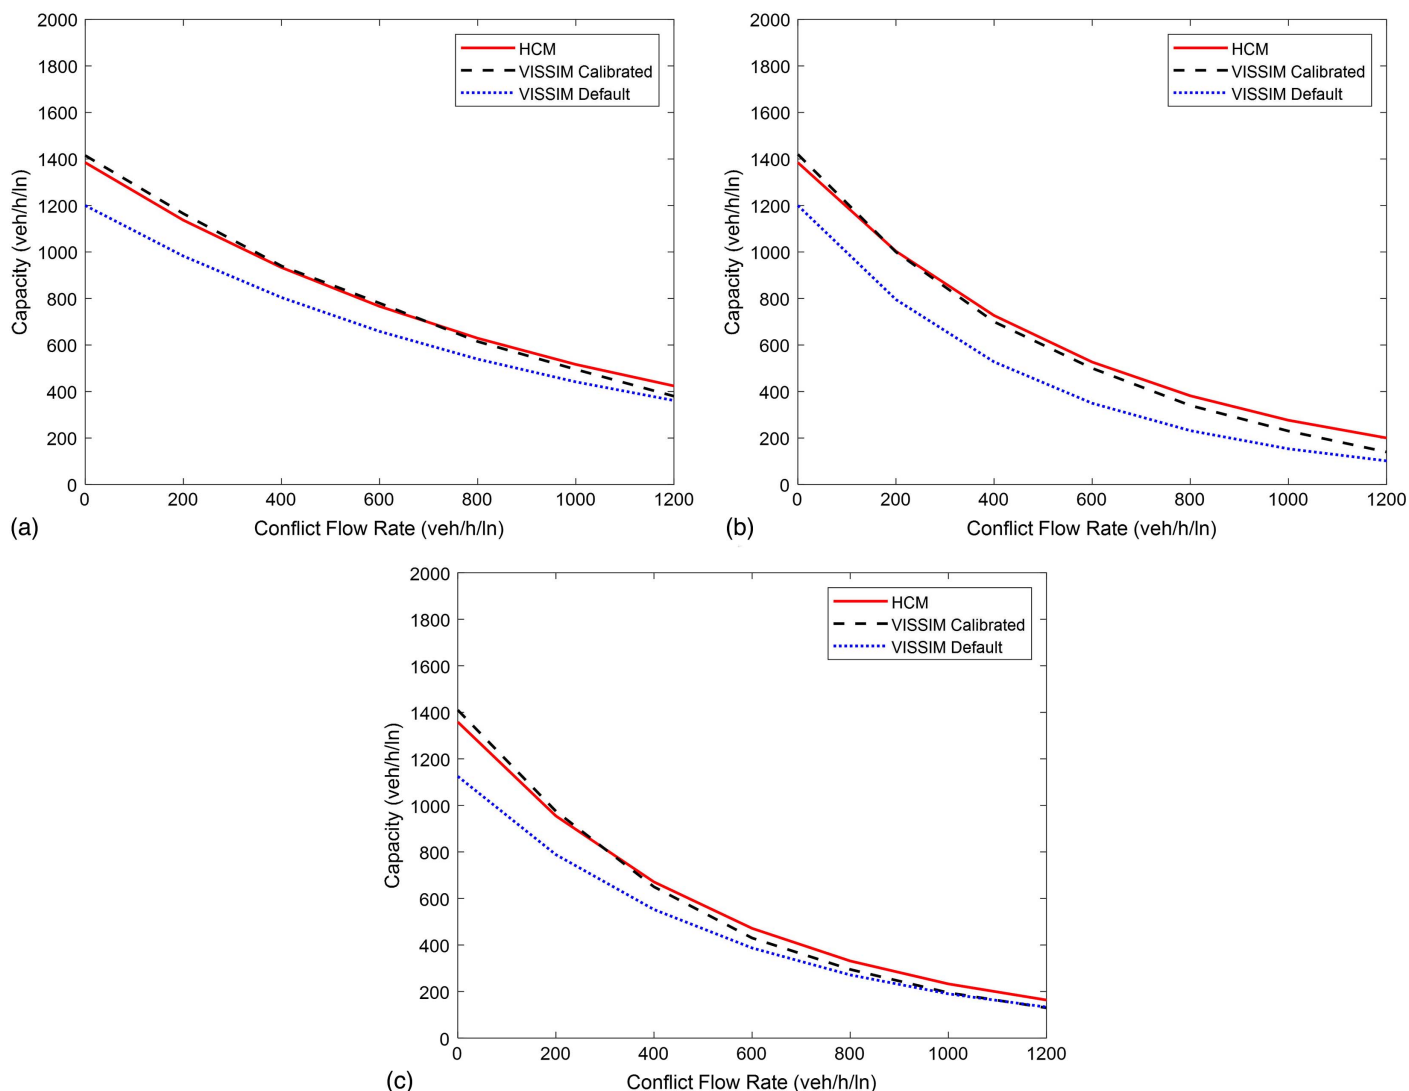 2000
1800
1600
1400
1200
1000
800
600
400
200
0
Capacity (veh/h/ln)
HCM
VISSIM Calibrated
VISSIM Default
0 200 400 600 800 1000 1200
Conflict Flow Rate (veh/h/ln)
(a)
2000
1800
1600
1400
1200
1000
800
600
400
200
0
Capacity (veh/h/ln)
HCM
VISSIM Calibrated
VISSIM Default
0 200 400 600 800 1000 1200
Conflict Flow Rate (veh/h/ln)
(b)
2000
1800
1600
1400
1200
1000
800
600
400
200
0
Capacity (veh/h/ln)
HCM
VISSIM Calibrated
VISSIM Default
0 200 400 600 800 1000 1200
Conflict Flow Rate (veh/h/ln)
(c)